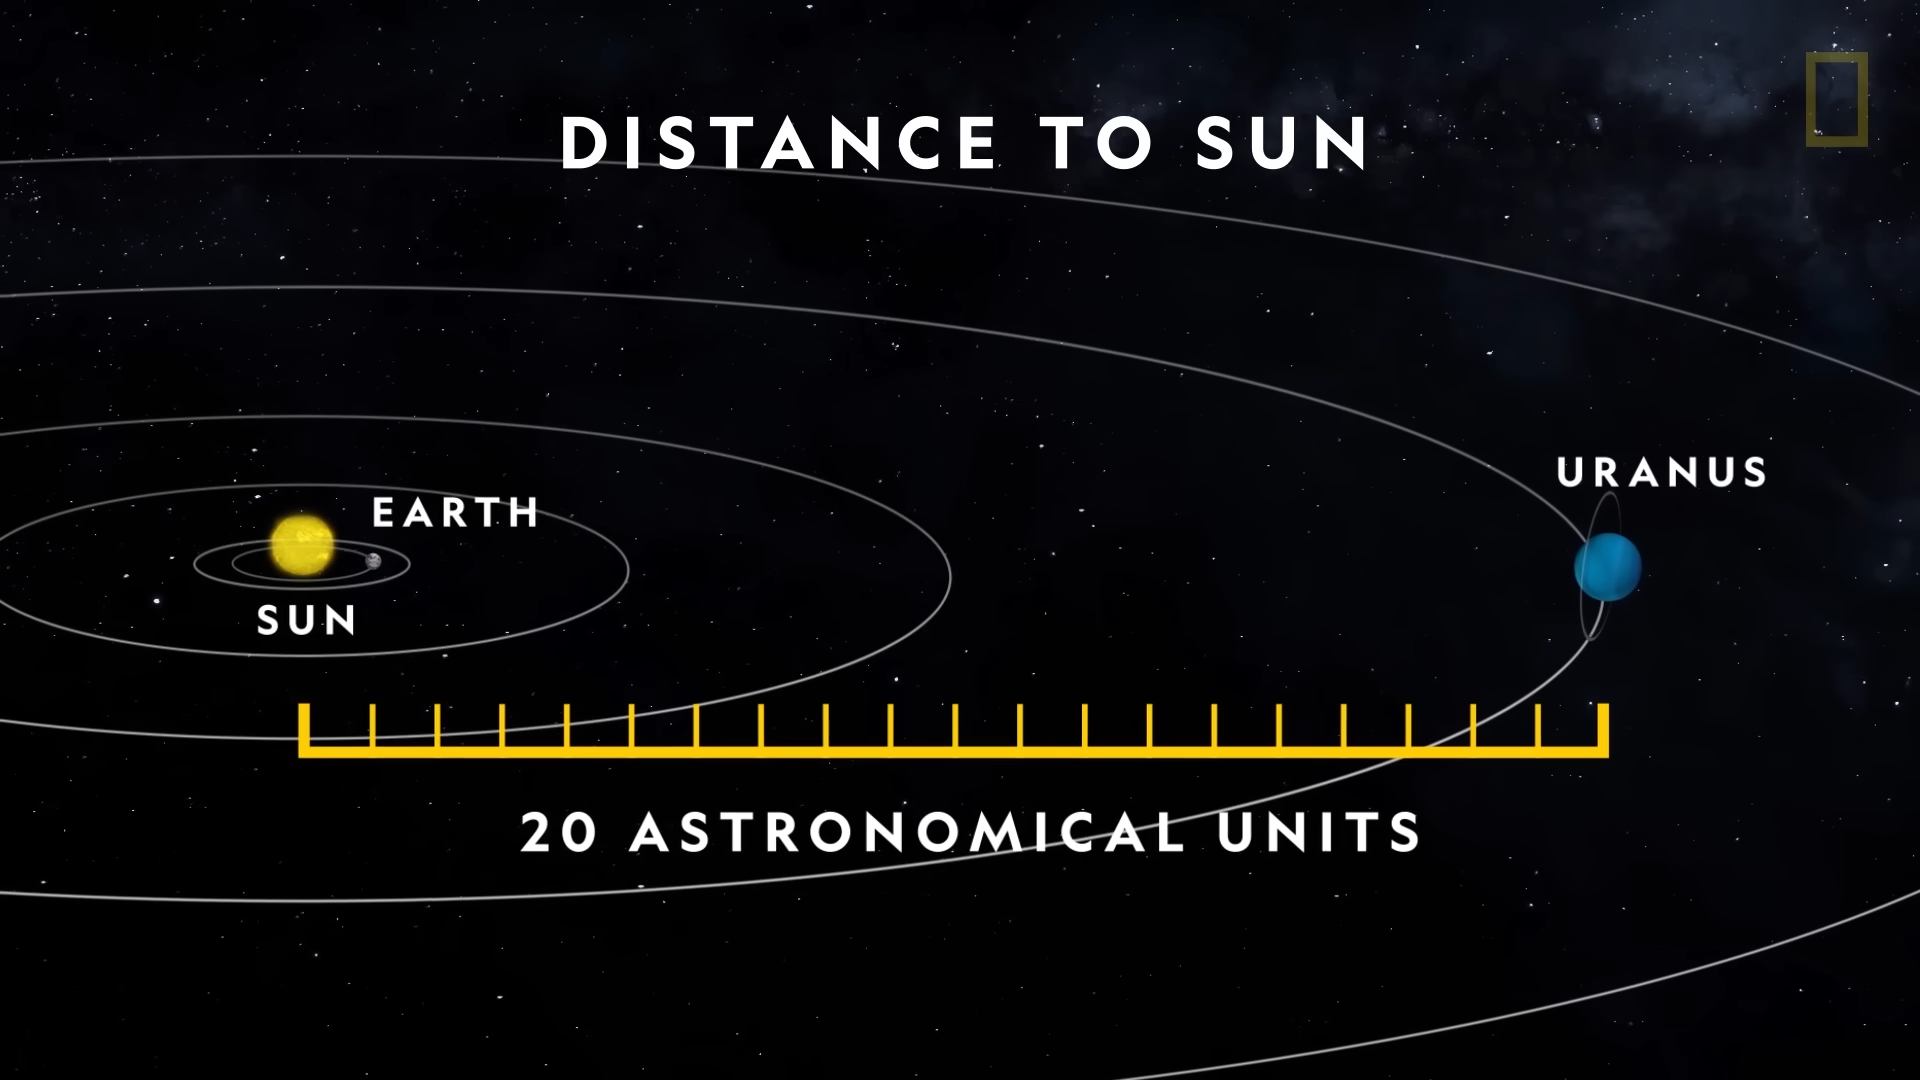 DISTANCE TO SUN
URANUS
EARTH
SUN
20 ASTRONOMICAL UNITS